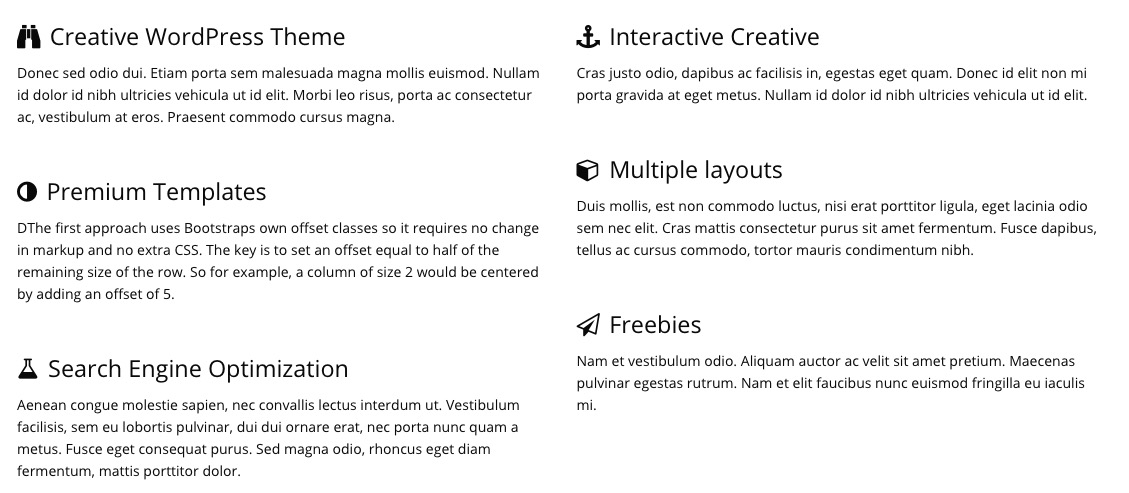 Creative WordPress Theme
Donec sed odio dui. Etiam porta sem malesuada magna mollis euismod. Nullam
id dolor id nibh ultricies vehicula ut id elit. Morbi leo risus, porta ac consectetur
ac, vestibulum at eros. Praesent commodo cursus magna.
Premium Templates
DThe first approach uses Bootstraps own offset classes so it requires no change
in markup and no extra CSS. The key is to set an offset equal to half of the
remaining size of the row. So for example, a column of size 2 would be centered
by adding an offset of 5.
Search Engine Optimization
Aenean congue molestie sapien, nec convallis lectus interdum ut. Vestibulum
facilisis, sem eu lobortis pulvinar, dui dui ornare erat, nec porta nunc quam a
metus. Fusce eget consequat purus. Sed magna odio, rhoncus eget diam
fermentum, mattis porttitor dolor.
Interactive Creative
Cras justo odio, dapibus ac facilisis in, egestas eget quam. Donec id elit non mi
porta gravida at eget metus. Nullam id dolor id nibh ultricies vehicula ut id elit.
Multiple layouts
Duis mollis, est non commodo luctus, nisi erat porttitor ligula, eget lacinia odio
sem nec elit. Cras mattis consectetur purus sit amet fermentum. Fusce dapibus,
tellus ac cursus commodo, tortor mauris condimentum nibh.
Freebies
Nam et vestibulum odio. Aliquam auctor ac velit sit amet pretium. Maecenas
pulvinar egestas rutrum. Nam et elit faucibus nunc euismod fringilla eu iaculis
mi.